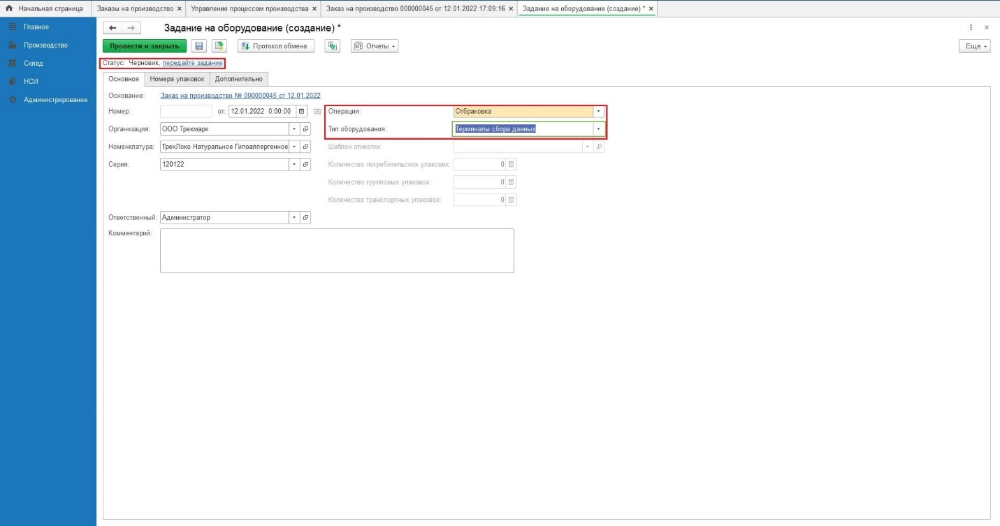 Начальная страница
Заказы на производство ×
Управление процессом производства ×
Заказ на производство 000000045 от 12.01.2022 17:09:16 ×
Задание на оборудование (создание) * ×
Главное
Производство
Склад
НСИ
Администрирование
Задание на оборудование (создание) *
Провести и закрыть
Протокол обмена
Отчеты
Еще
Статус: Черновик, передайте задание
Основное
Номера упаковок
Дополнительно
Основание: Заказ на производство № 000000045 от 12.01.2022
Номер: от: 12.01.2022 0:00:00
Операция: Отбраковка
Организация: ООО Трекмарк
Тип оборудования: Терминалы сбора данных
Номенклатура: ТрекЛоко Натуральное Гипоаллергенное
Шаблон этикетки:
Серия: 120122
Количество потребительских упаковок: 0
Количество групповых упаковок: 0
Количество транспортных упаковок: 0
Ответственный: Администратор
Комментарий: